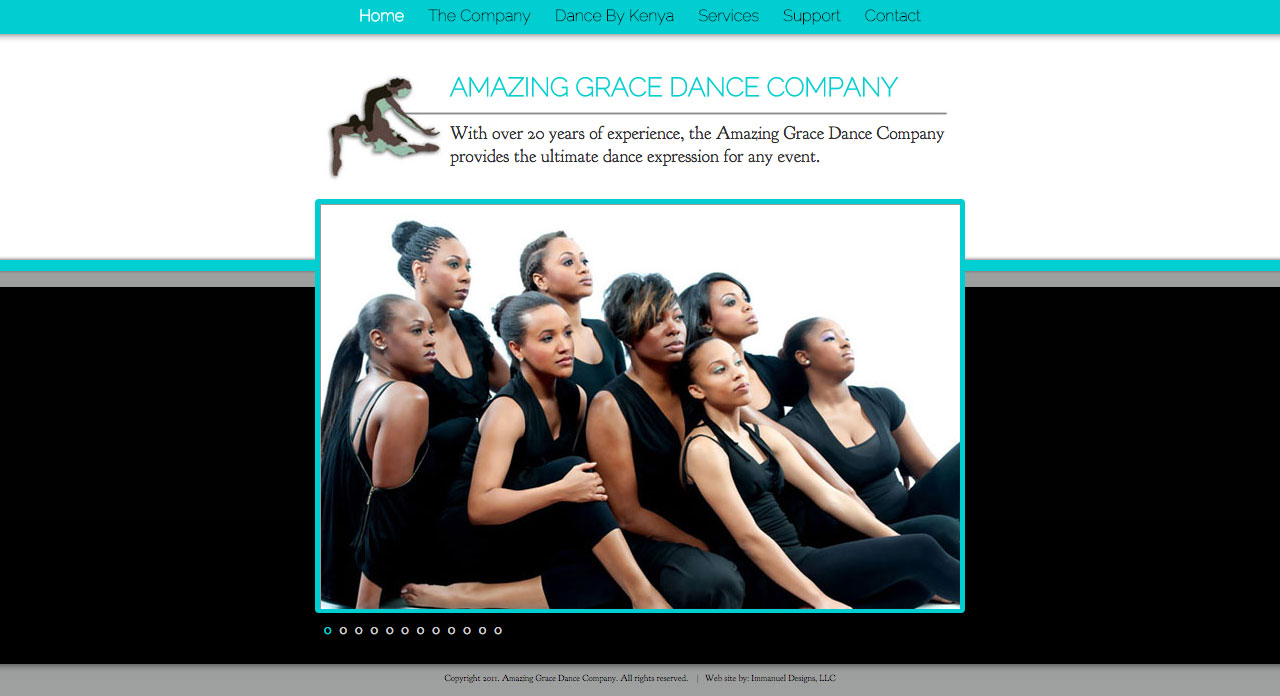 Home The Company Dance By Kenya Services Support Contact
AMAZING GRACE DANCE COMPANY
With over 20 years of experience, the Amazing Grace Dance Company
provides the ultimate dance expression for any event.
Copyright 2011. Amazing Grace Dance Company. All rights reserved. | Web site by: Immanuel Designs, LLC